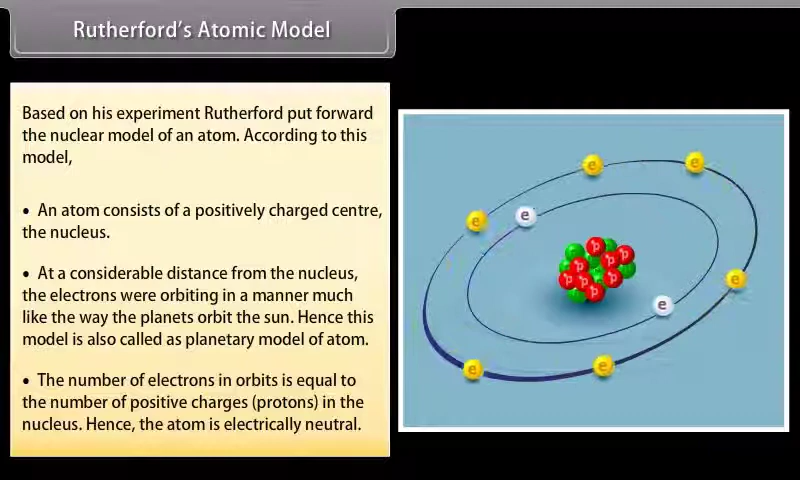 Rutherford's Atomic Model
Based on his experiment Rutherford put forward
the nuclear model of an atom. According to this
model,
• An atom consists of a positively charged centre,
the nucleus.
• At a considerable distance from the nucleus,
the electrons were orbiting in a manner much
like the way the planets orbit the sun. Hence this
model is also called as planetary model of atom.
• The number of electrons in orbits is equal to
the number of positive charges (protons) in the
nucleus. Hence, the atom is electrically neutral.
e
e
e
e
p
p
p
p
p
p
p
p
e
e
e
e